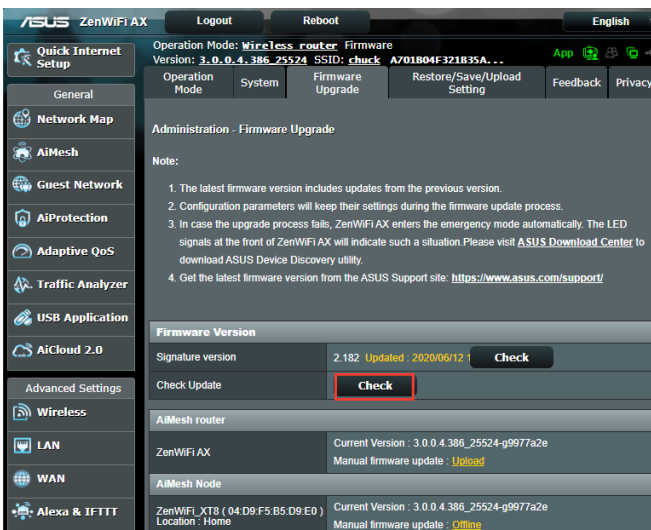 ASUS ZenWiFi AX Logout Reboot English
Quick Internet
Setup
General
Network Map
AiMesh
Guest Network
AiProtection
Adaptive QoS
Traffic Analyzer
USB Application
AiCloud 2.0
Advanced Settings
Wireless
LAN
WAN
Alexa & IFTTT
Operation Mode: Wireless router Firmware
Version: 3.0.0.4.386_25524 SSID: chuck A701B04F321B35A... App
Operation
Mode
System
Firmware
Upgrade
Restore/Save/Upload
Setting
Feedback
Privacy
Administration - Firmware Upgrade
Note:
1. The latest firmware version includes updates from the previous version.
2. Configuration parameters will keep their settings during the firmware update process.
3. In case the upgrade process fails, ZenWiFi AX enters the emergency mode automatically. The LED
signals at the front of ZenWiFi AX will indicate such a situation.Please visit ASUS Download Center to
download ASUS Device Discovery utility.
4. Get the latest firmware version from the ASUS Support site: https://www.asus.com/support/
Firmware Version
Signature version 2.182 Updated : 2020/06/12 Check
Check Update Check
AiMesh router
ZenWiFi AX
Current Version : 3.0.0.4.386_25524-g9977a2e
Manual firmware update : Upload
AiMesh Node
ZenWiFi_XT8 ( 04:D9:F5:B5:D9:E0 )
Location : Home
Current Version : 3.0.0.4.386_25524-g9977a2e
Manual firmware update : Offline